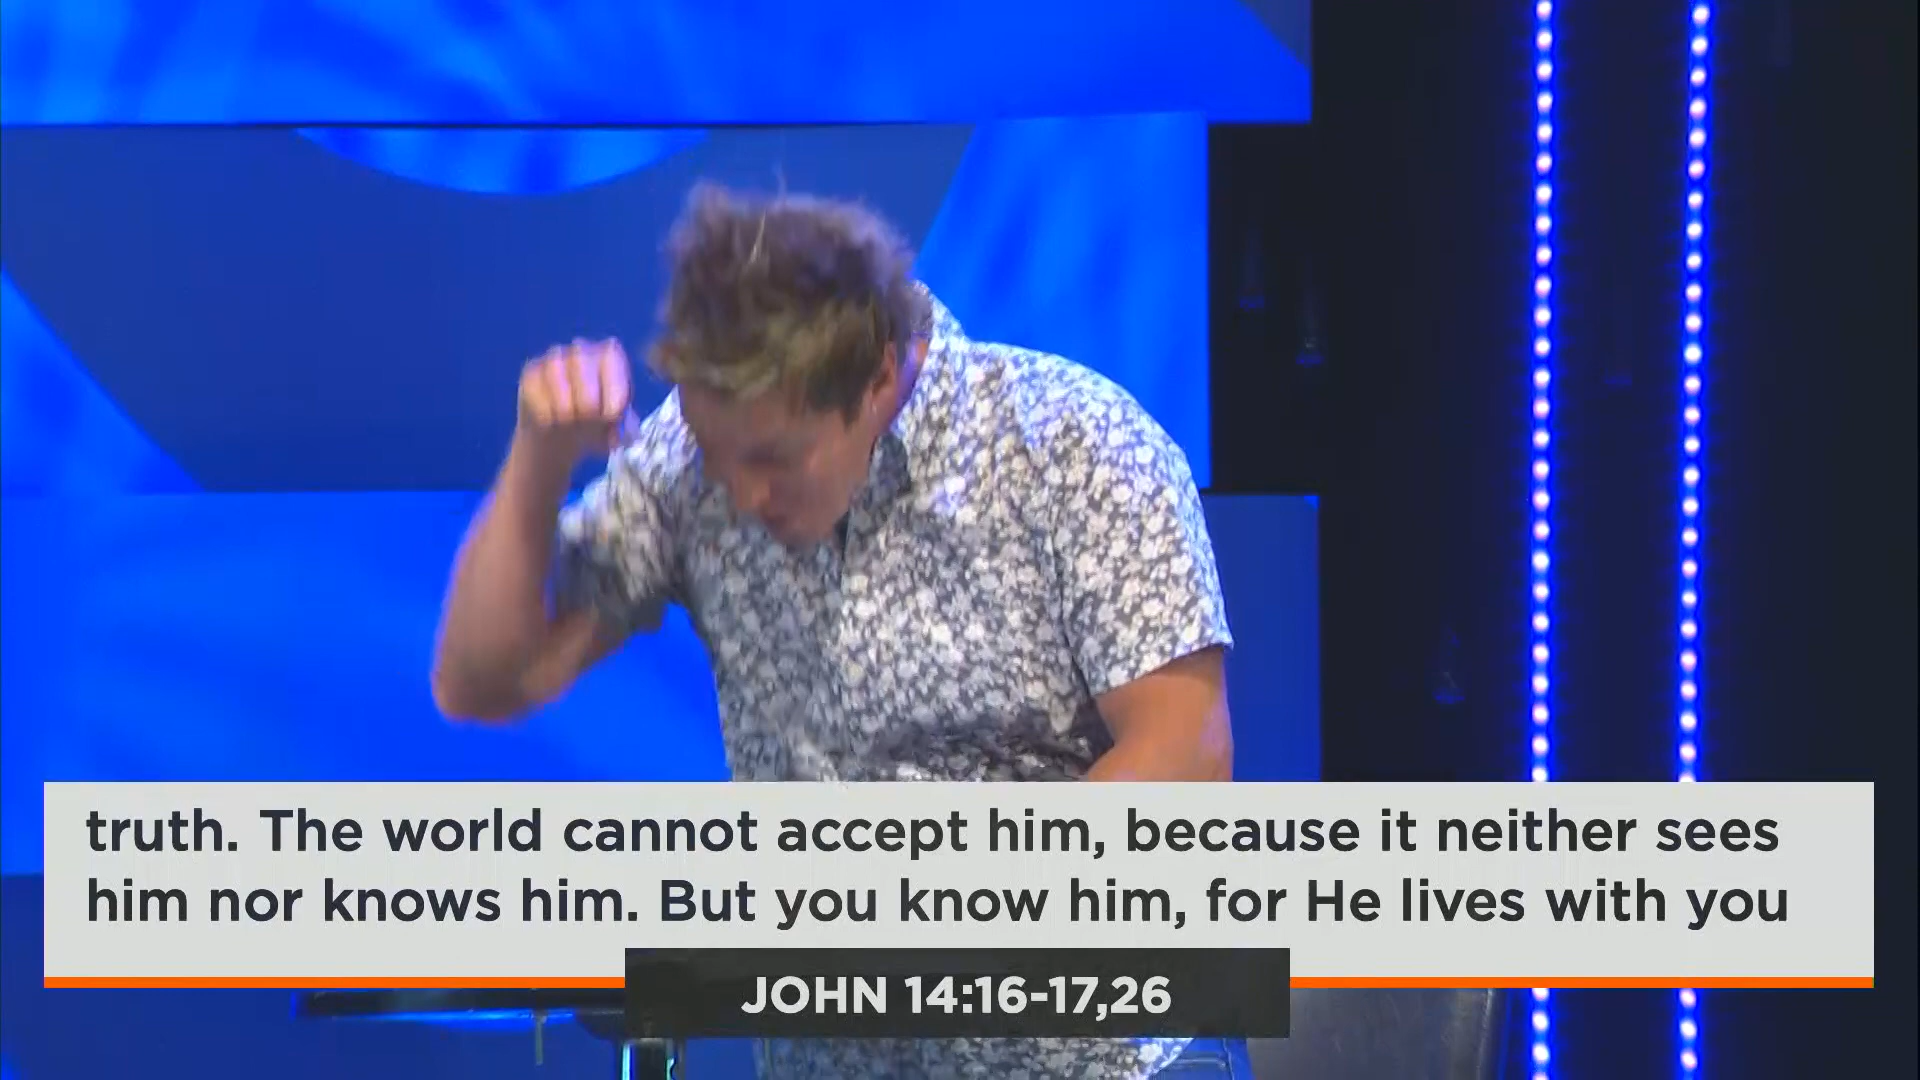 truth. The world cannot accept him, because it neither sees
him nor knows him. But you know him, for He lives with you
JOHN 14:16-17,26